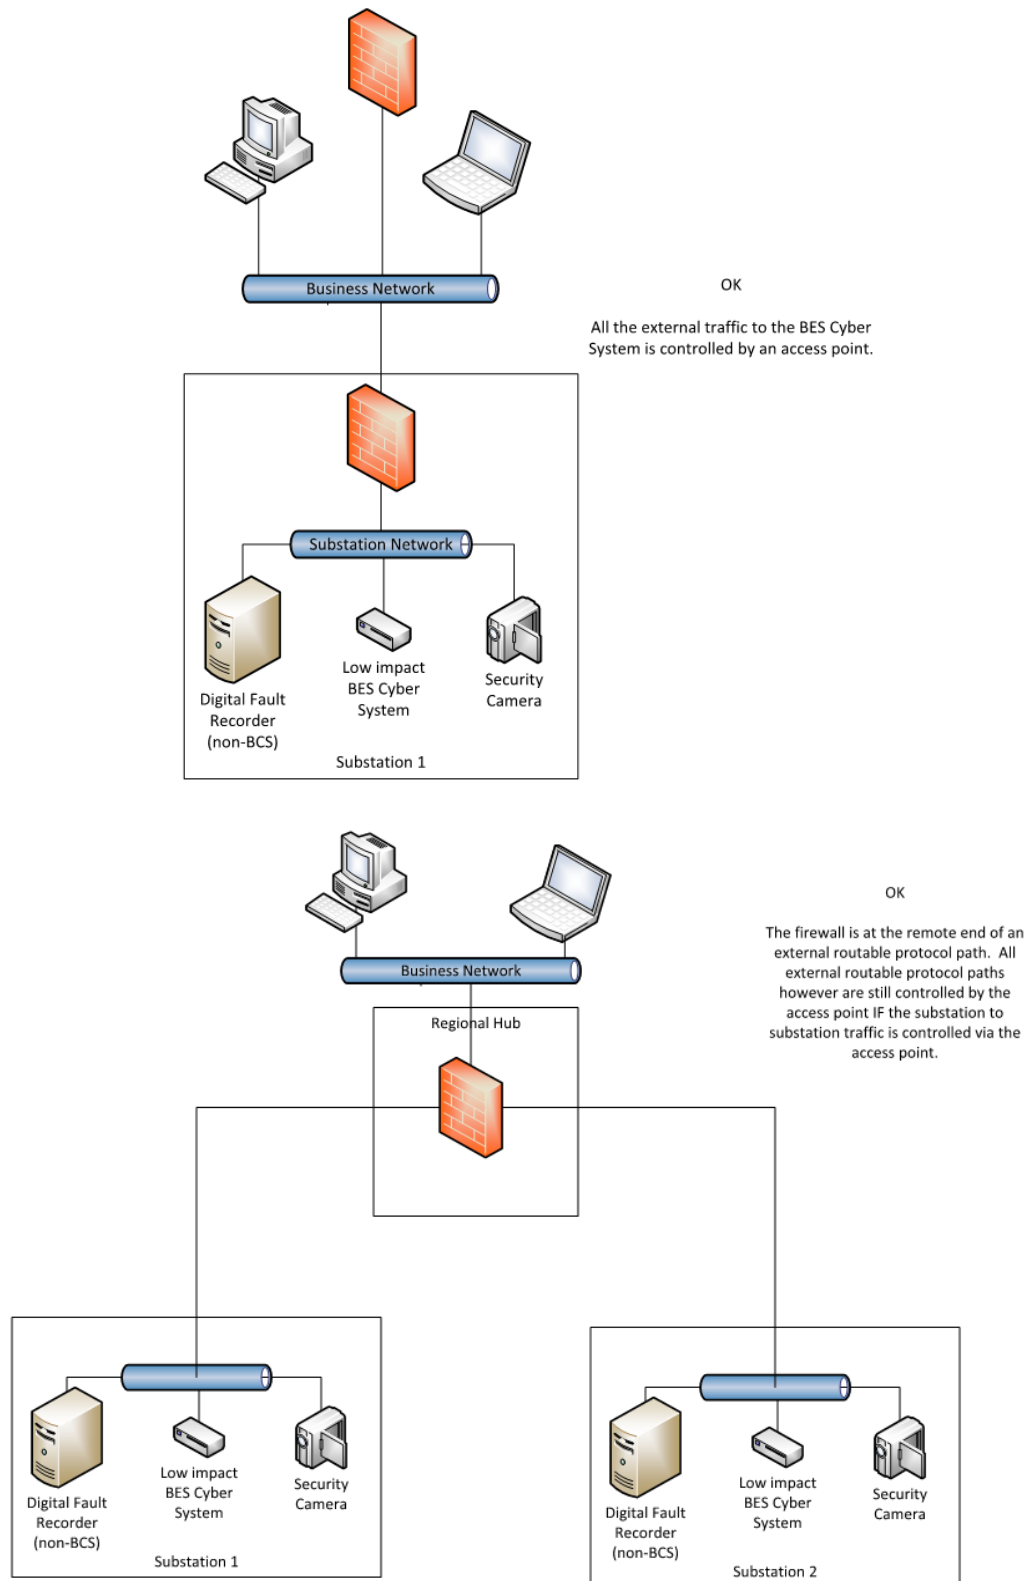 Business Network
OK
All the external traffic to the BES Cyber
System is controlled by an access point.
Substation Network
Digital Fault
Recorder
(non-BCS)
Low impact
BES Cyber
System
Security
Camera
Substation 1
OK
The firewall is at the remote end of an
external routable protocol path.  All
external routable protocol paths
however are still controlled by the
access point IF the substation to
substation traffic is controlled via the
access point.
Business Network
Regional Hub
Digital Fault
Recorder
(non-BCS)
Low impact
BES Cyber
System
Security
Camera
Substation 1
Digital Fault
Recorder
(non-BCS)
Low impact
BES Cyber
System
Security
Camera
Substation 2